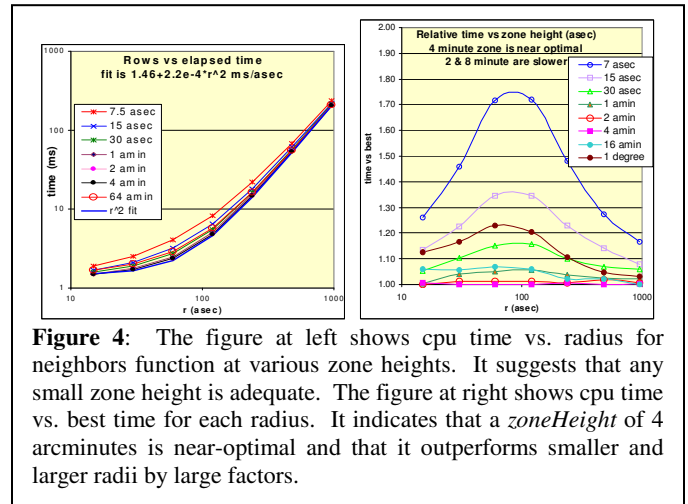 Rows vs elapsed time
fit is 1.46+2.2e-4*r^2 ms/asec
1000
100
10
1
time (ms)
7.5 asec
15 asec
30 asec
1 amin
2 amin
4 amin
64 amin
r^2 fit
10
100
1000
r (asec)
Relative time vs zone height (asec)
4 minute zone is near optimal
2 & 8 minute are slower
2.00
1.90
1.80
1.70
1.60
1.50
1.40
1.30
1.20
1.10
1.00
time vs best
7 asec
15 asec
30 asec
1 amin
2 amin
4 amin
16 amin
1 degree
10
100
1000
r (asec)
Figure 4: The figure at left shows cpu time vs. radius for
neighbors function at various zone heights. It suggests that any
small zone height is adequate. The figure at right shows cpu time
vs. best time for each radius. It indicates that a zoneHeight of 4
arcminutes is near-optimal and that it outperforms smaller and
larger radii by large factors.